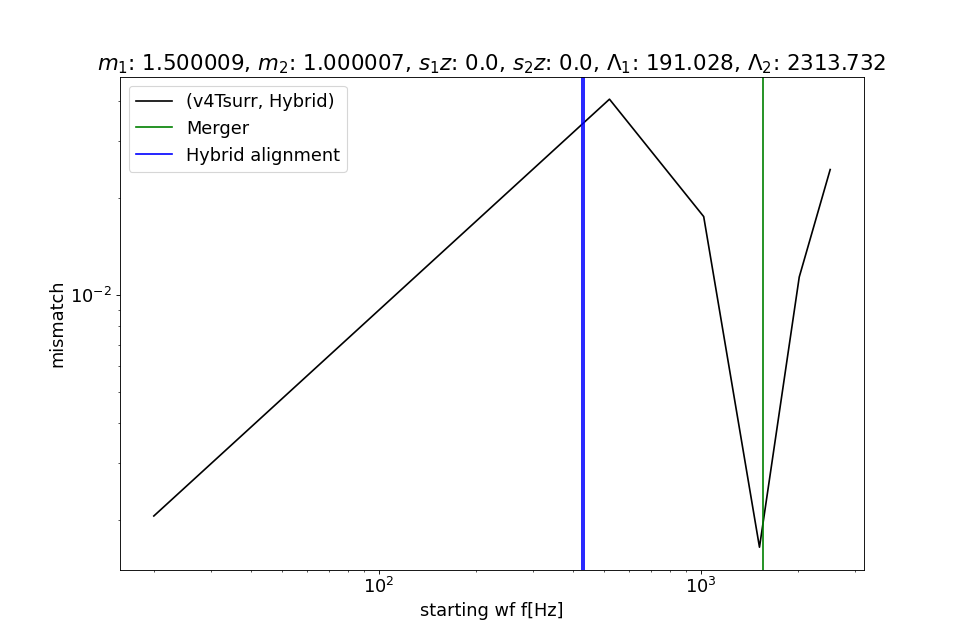 m₁: 1.500009, m₂: 1.000007, s₁z: 0.0, s₂z: 0.0, Λ₁: 191.028, Λ₂: 2313.732
(v4Tsurr, Hybrid)
Merger
Hybrid alignment
mismatch
10⁻²
10² 10³
starting wf f[Hz]